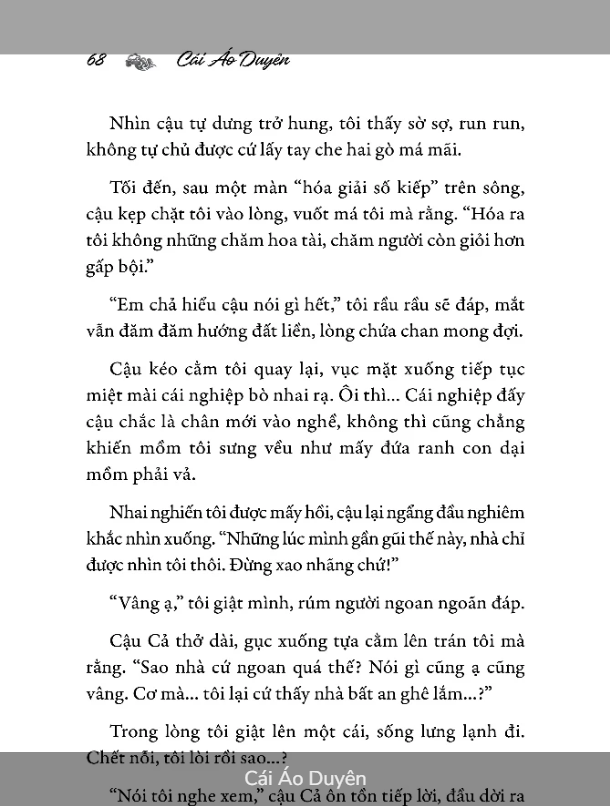 68 Cái Áo Duyên
Nhìn cậu tự dưng trở hung, tôi thấy sờ sợ, run run,
không tự chủ được cứ lấy tay che hai gò má mãi.
Tối đến, sau một màn “hóa giải số kiếp” trên sông,
cậu kẹp chặt tôi vào lòng, vuốt má tôi mà rằng. “Hóa ra
tôi không những chăm hoa tài, chăm người còn giỏi hơn
gấp bội.”
“Em chả hiểu cậu nói gì hết,” tôi rầu rầu sẽ đáp, mắt
vẫn đăm đăm hướng đất liền, lòng chứa chan mong đợi.
Cậu kéo cằm tôi quay lại, vục mặt xuống tiếp tục
miệt mài cái nghiệp bò nhai rạ. Ôi thì... Cái nghiệp đấy
cậu chắc là chân mới vào nghề, không thì cũng chẳng
khiến mồm tôi sưng vều như mấy đứa ranh con dại
mồm phải vả.
Nhai nghiến tôi được mấy hồi, cậu lại ngẩng đầu nghiêm
khắc nhìn xuống. “Những lúc mình gần gũi thế này, nhà chỉ
được nhìn tôi thôi. Đừng xao nhãng chứ!”
“Vâng ạ,” tôi giật mình, rúm người ngoan ngoãn đáp.
Cậu Cả thở dài, gục xuống tựa cằm lên trán tôi mà
rằng. “Sao nhà cứ ngoan quá thế? Nói gì cũng ạ cũng
vâng. Cơ mà... tôi lại cứ thấy nhà bất an ghê lắm...?”
Trong lòng tôi giật lên một cái, sống lưng lạnh đi.
Chết nỗi, tôi lòi rồi sao...?
Cái Áo Duyên
“Nói tôi nghe xem,” cậu Cả ôn tồn tiếp lời, đầu dời ra